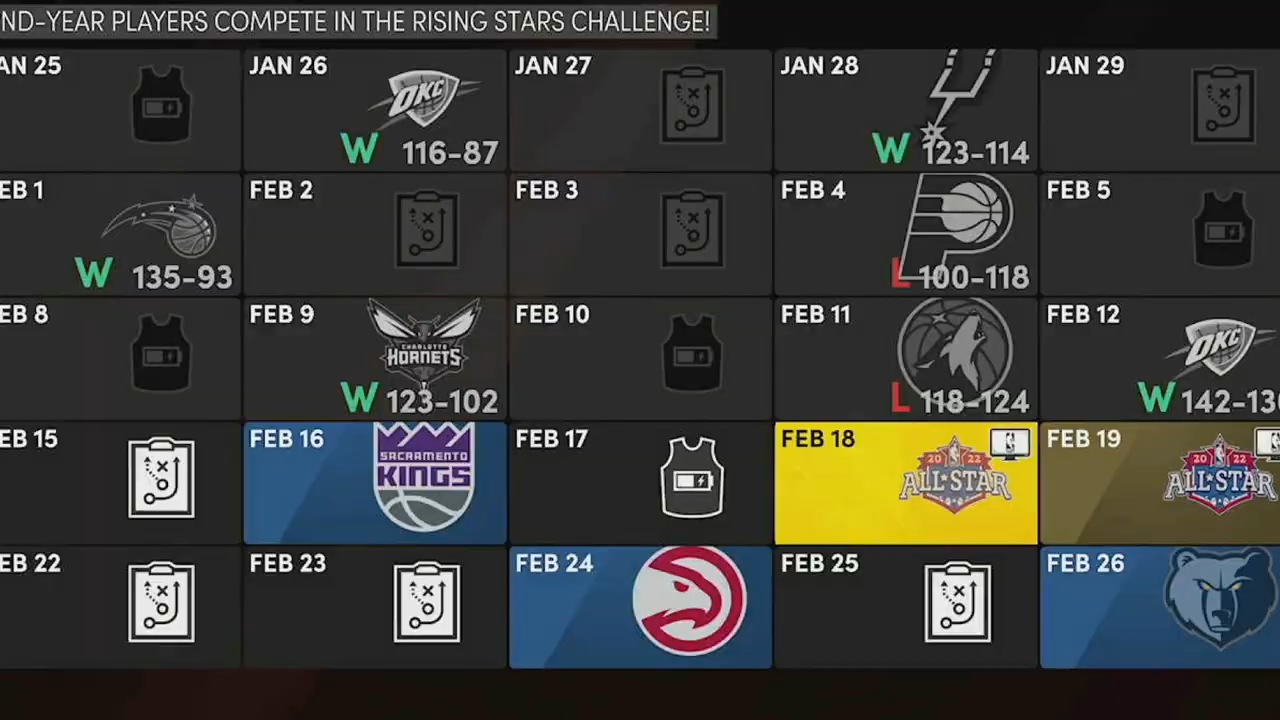 ND-YEAR PLAYERS COMPETE IN THE RISING STARS CHALLENGE!
AN 25
JAN 26
OKC
W 116-87
JAN 27
JAN 28
W 123-114
JAN 29
EB 1
W 135-93
FEB 2
FEB 3
FEB 4
L 100-118
FEB 5
EB 8
FEB 9
CHARLOTTE
HORNETS
W 123-102
FEB 10
FEB 11
L 118-124
FEB 12
OKC
W 142-130
EB 15
FEB 16
SACRAMENTO
KINGS
FEB 17
FEB 18
2022
ALL★STAR
FEB 19
2022
ALL★STAR
EB 22
FEB 23
FEB 24
FEB 25
FEB 26